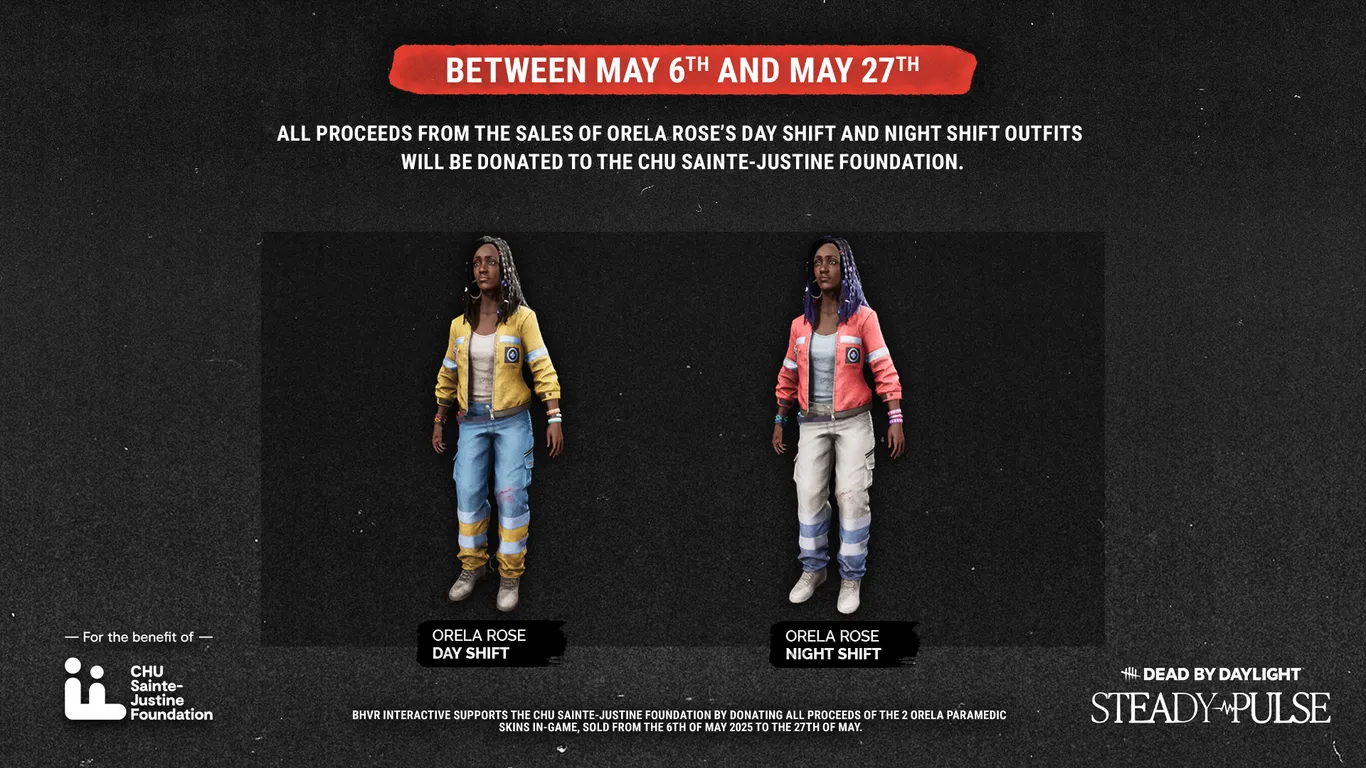 BETWEEN MAY 6TH AND MAY 27TH
ALL PROCEEDS FROM THE SALES OF ORELA ROSE'S DAY SHIFT AND NIGHT SHIFT OUTFITS
WILL BE DONATED TO THE CHU SAINTE-JUSTINE FOUNDATION.
ORELA ROSE
DAY SHIFT
ORELA ROSE
NIGHT SHIFT
— For the benefit of —
CHU
Sainte-
Justine
Foundation
BHVR INTERACTIVE SUPPORTS THE CHU SAINTE-JUSTINE FOUNDATION BY DONATING ALL PROCEEDS OF THE 2 ORELA PARAMEDIC
SKINS IN-GAME, SOLD FROM THE 6TH OF MAY 2025 TO THE 27TH OF MAY.
DEAD BY DAYLIGHT
STEADY PULSE